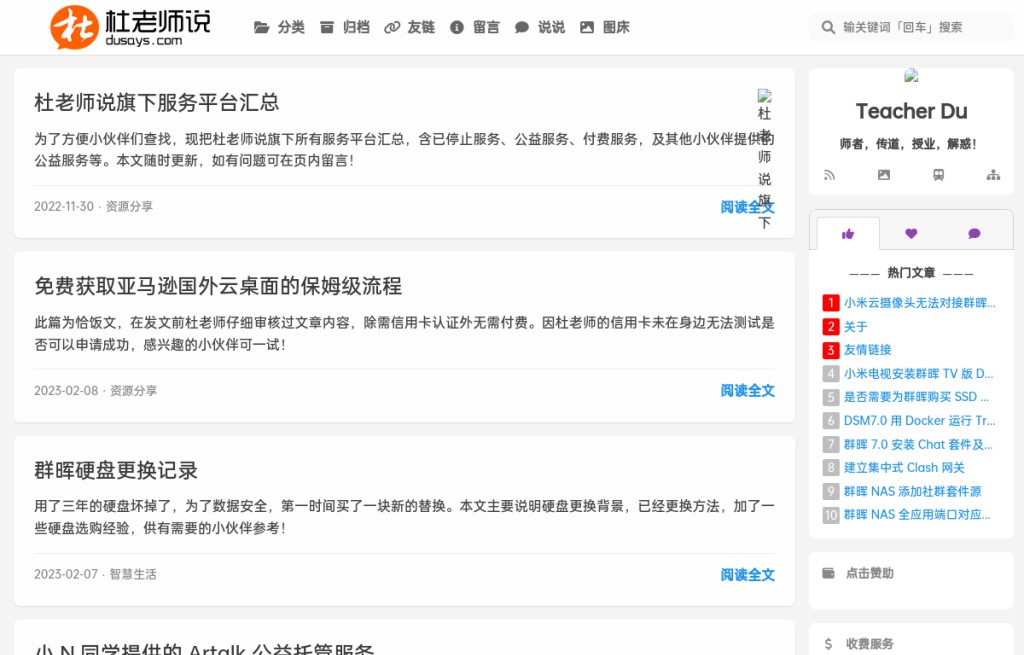 杜老师说
dusays.com
分类 归档 友链 留言 说说 图床
输关键词「回车」搜索
杜老师说旗下服务平台汇总
为了方便小伙伴们查找，现把杜老师说旗下所有服务平台汇总，含已停止服务、公益服务、付费服务，及其他小伙伴提供的
公益服务等。本文随时更新，如有问题可在页内留言！
杜
老
师
说
旗
下
2022-11-30 · 资源分享
阅读全文
免费获取亚马逊国外云桌面的保姆级流程
此篇为恰饭文，在发文前杜老师仔细审核过文章内容，除需信用卡认证外无需付费。因杜老师的信用卡未在身边无法测试是
否可以申请成功，感兴趣的小伙伴可一试！
2023-02-08 · 资源分享
阅读全文
群晖硬盘更换记录
用了三年的硬盘坏掉了，为了数据安全，第一时间买了一块新的替换。本文主要说明硬盘更换背景，已经更换方法，加了一
些硬盘选购经验，供有需要的小伙伴参考！
2023-02-07 · 智慧生活
阅读全文
小 N 同学提供的 Artalk 公益托管服务
Teacher Du
师者，传道，授业，解惑！
——— 热门文章 ———
1 小米云摄像头无法对接群晖...
2 关于
3 友情链接
4 小米电视安装群晖 TV 版 D...
5 是否需要为群晖购买 SSD ...
6 DSM7.0 用 Docker 运行 Tr...
7 群晖 7.0 安装 Chat 套件及...
8 建立集中式 Clash 网关
9 群晖 NAS 添加社群套件源
10 群晖 NAS 全应用端口对应...
点击赞助
收费服务